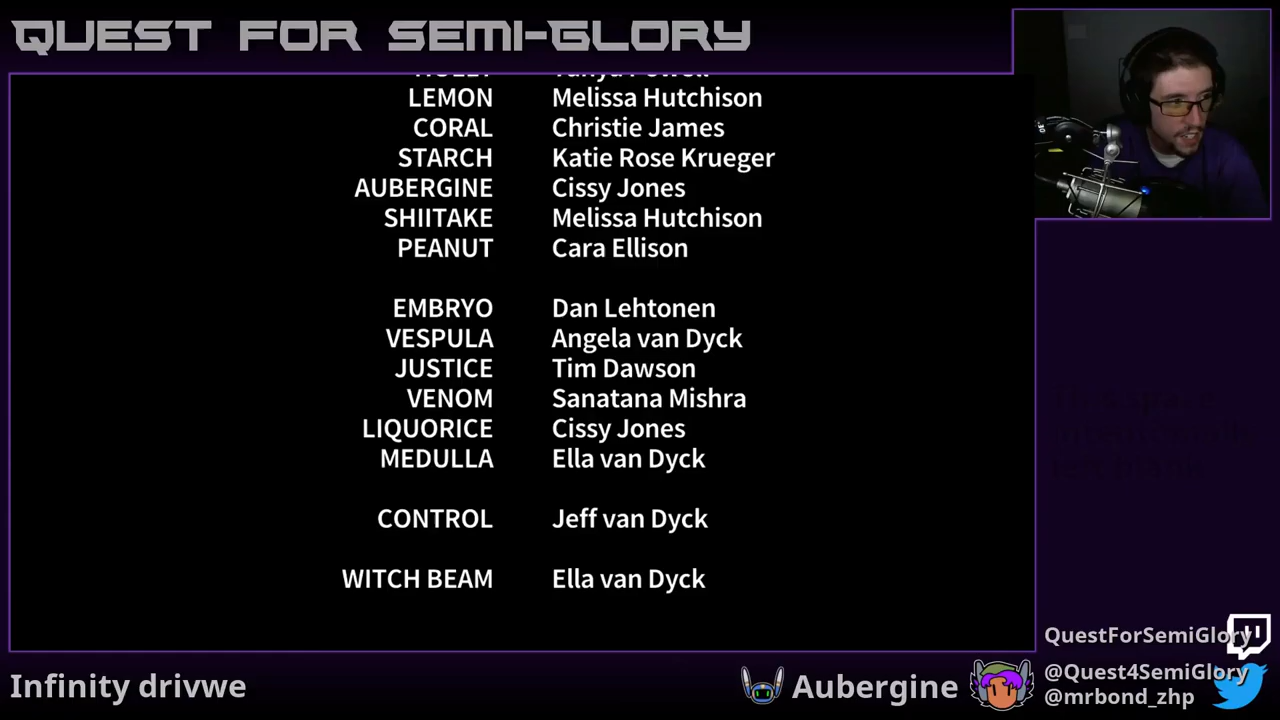 QUEST FOR SEMI-GLORY
LEMON Melissa Hutchison
CORAL Christie James
STARCH Katie Rose Krueger
AUBERGINE Cissy Jones
SHIITAKE Melissa Hutchison
PEANUT Cara Ellison
EMBRYO Dan Lehtonen
VESPULA Angela van Dyck
JUSTICE Tim Dawson
VENOM Sanatana Mishra
LIQUORICE Cissy Jones
MEDULLA Ella van Dyck
CONTROL Jeff van Dyck
WITCH BEAM Ella van Dyck
QuestForSemiGlory
@Quest4SemiGlory
@mrbond_zhp
Infinity drivwe
Aubergine